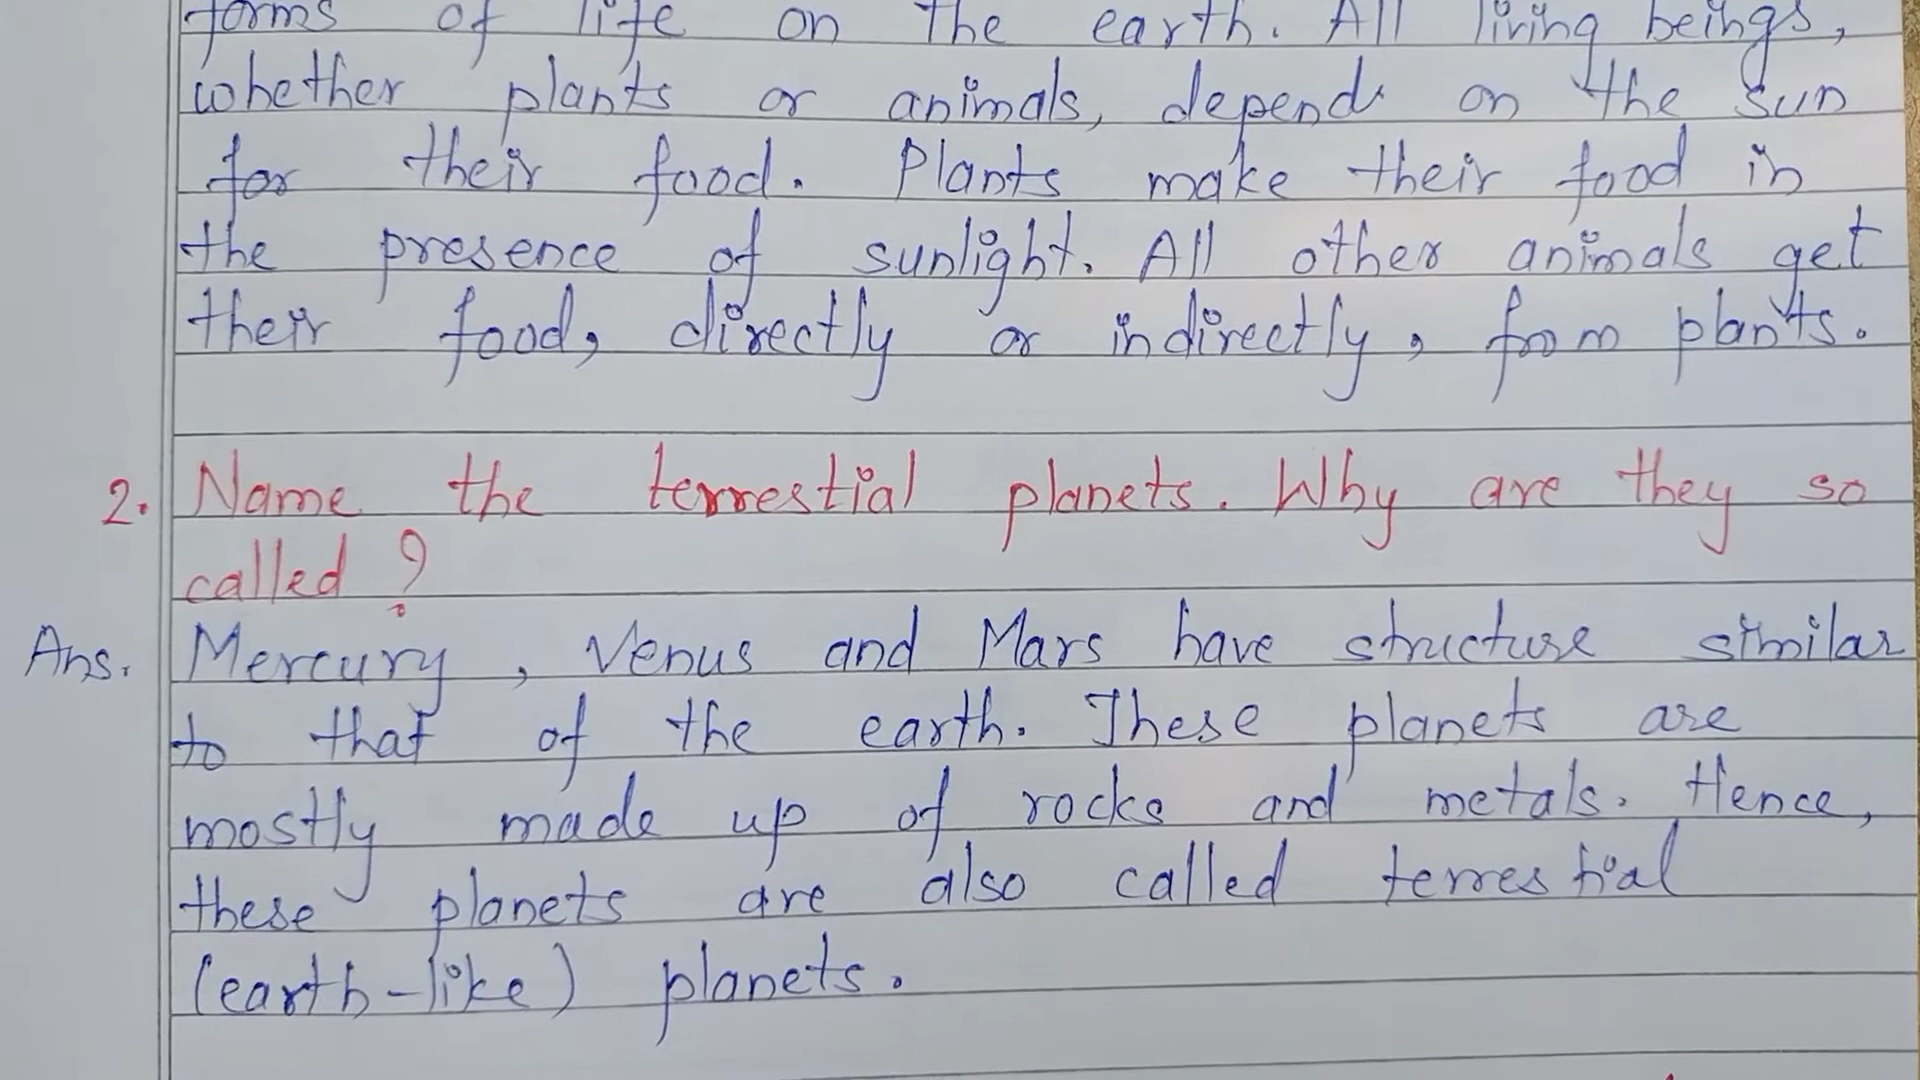 forms of life on the earth. All living beings,
whether plants or animals, depend on the sun
for their food. Plants make their food in
the presence of sunlight. All other animals get
their food, directly or indirectly, from plants.
2. Name the terrestial planets. Why are they so
called?
Ans. Mercury, Venus and Mars have structure similar
to that of the earth. These planets are
mostly made up of rocks and metals. Hence,
these planets are also called terrestial
(earth-like) planets.